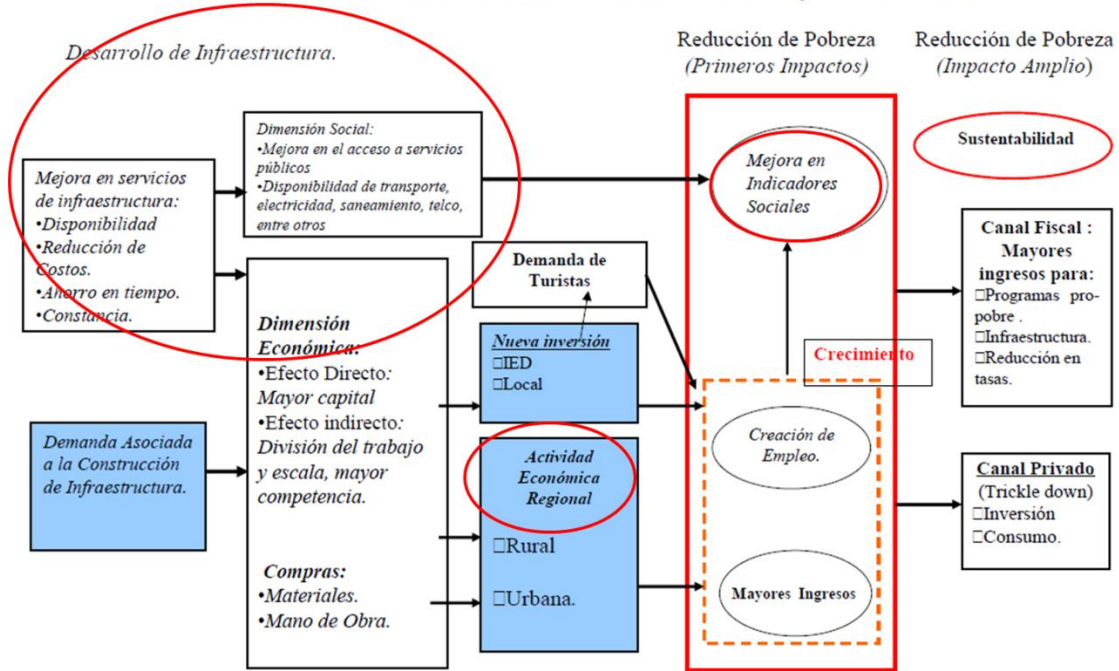 Desarrollo de Infraestructura.
Reducción de Pobreza
(Primeros Impactos)
Reducción de Pobreza
(Impacto Amplio)
Mejora en servicios
de infraestructura:
•Disponibilidad
•Reducción de
Costos.
•Ahorro en tiempo.
•Constancia.
Dimensión Social:
•Mejora en el acceso a servicios
públicos
•Disponibilidad de transporte,
electricidad, saneamiento, telco,
entre otros
Demanda Asociada
a la Construcción
de Infraestructura.
Dimensión
Económica:
•Efecto Directo:
Mayor capital
•Efecto indirecto:
División del trabajo
y escala, mayor
competencia.
Compras:
•Materiales.
•Mano de Obra.
Demanda de
Turistas
Nueva inversión
□IED
□Local
Actividad
Económica
Regional
□Rural
□Urbana.
Mejora en
Indicadores
Sociales
Crecimiento
Creación de
Empleo.
Mayores Ingresos
Sustentabilidad
Canal Fiscal :
Mayores
ingresos para:
□Programas pro-
pobre .
□Infraestructura.
□Reducción en
tasas.
Canal Privado
(Trickle down)
□Inversión
□Consumo.